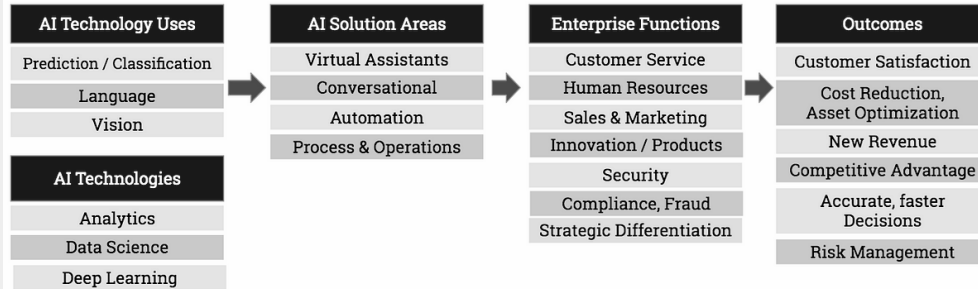 AI Technology Uses
Prediction / Classification
Language
Vision
AI Technologies
Analytics
Data Science
Deep Learning
AI Solution Areas
Virtual Assistants
Conversational
Automation
Process & Operations
Enterprise Functions
Customer Service
Human Resources
Sales & Marketing
Innovation / Products
Security
Compliance, Fraud
Strategic Differentiation
Outcomes
Customer Satisfaction
Cost Reduction,
Asset Optimization
New Revenue
Competitive Advantage
Accurate, faster
Decisions
Risk Management